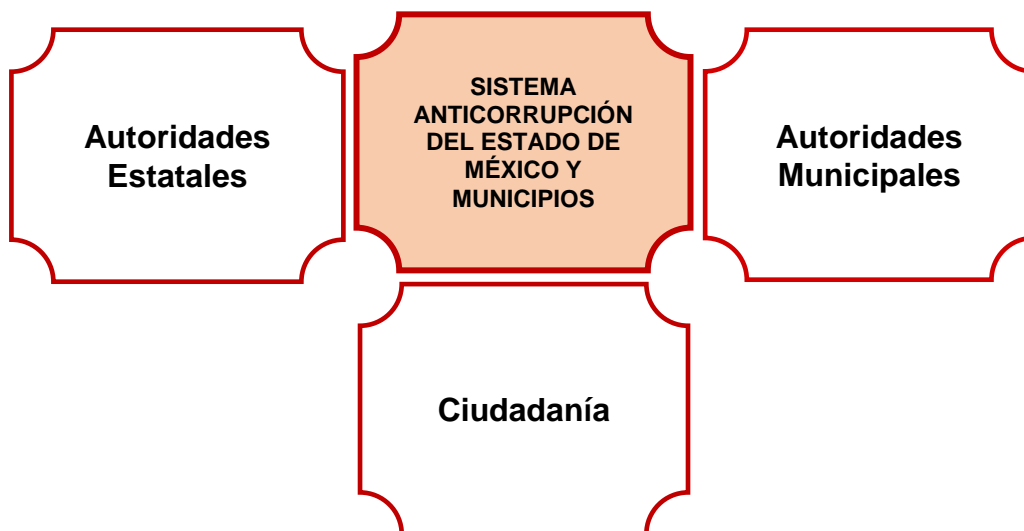 Autoridades
Estatales
SISTEMA
ANTICORRUPCIÓN
DEL ESTADO DE
MÉXICO Y
MUNICIPIOS
Autoridades
Municipales
Ciudadanía